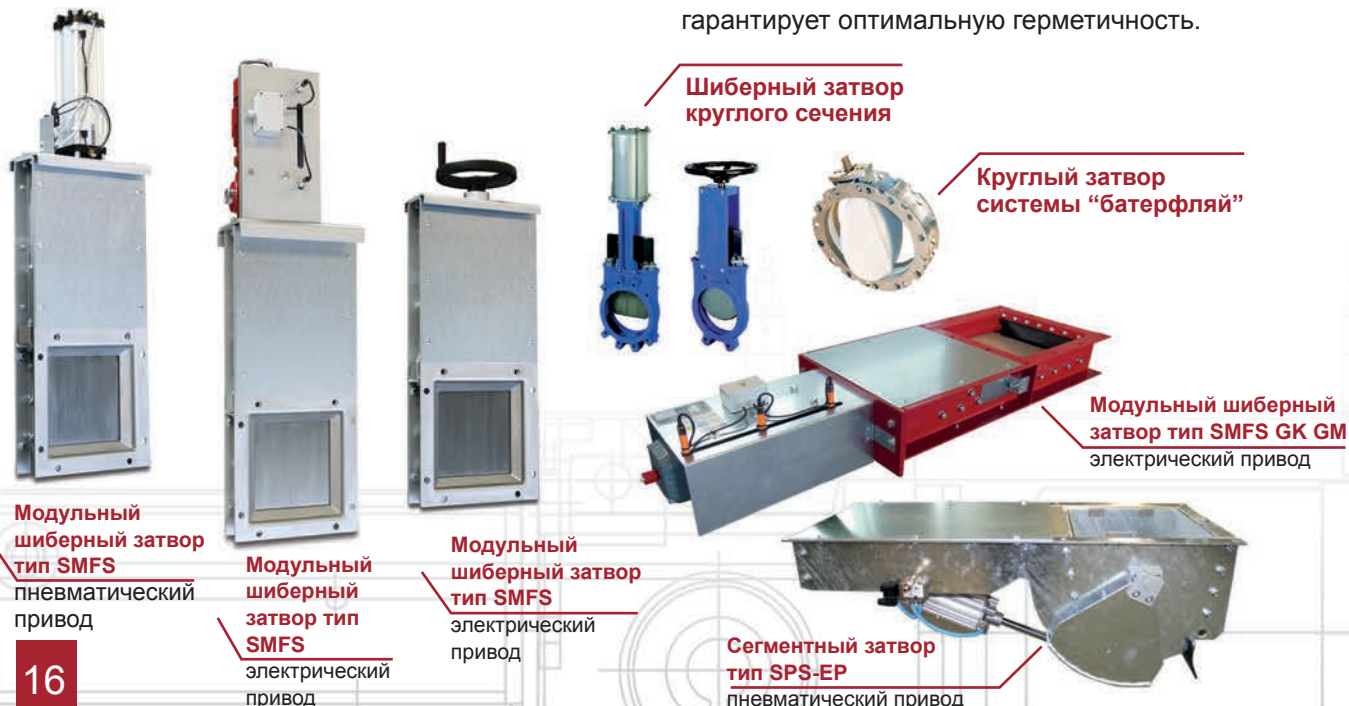 гарантирует оптимальную герметичность.
Шиберный затвор
круглого сечения
Круглый затвор
системы “батерфляй”
Модульный шиберный
затвор тип SMFS GK GM
электрический привод
Модульный
шиберный затвор
тип SMFS
пневматический
привод
Модульный
шиберный
затвор тип
SMFS
электрический
привод
Модульный
шиберный затвор
тип SMFS
электрический
привод
Сегментный затвор
тип SPS-EP
пневматический привод
16